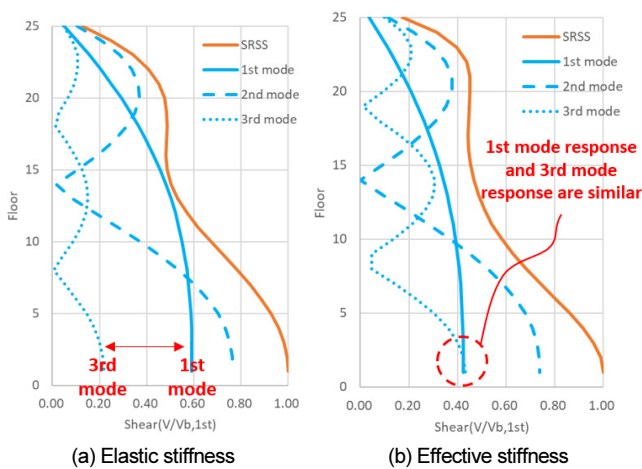 25
20
15
10
5
0
Floor
SRSS
1st mode
2nd mode
3rd mode
3rd
mode
1st
mode
0.00
0.20
0.40
0.60
0.80
1.00
Shear(V/Vb,1st)
(a) Elastic stiffness
25
20
15
10
5
0
Floor
SRSS
1st mode
2nd mode
3rd mode
1st mode response
and 3rd mode
response are similar
0.00
0.20
0.40
0.60
0.80
1.00
Shear(V/Vb,1st)
(b) Effective stiffness